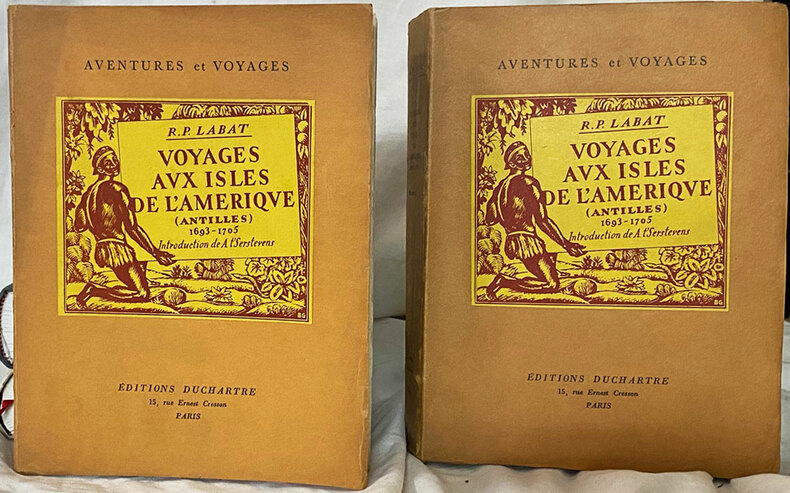 AVENTURES et VOYAGES
R.P. LABAT
VOYAGES
AVX ISLES
DE L'AMERIQVE
(ANTILLES)
1693-1705
Introduction de A.t'Serstevens
BG
ÉDITIONS DUCHARTRE
15, rue Ernest Cresson
PARIS
AVENTURES et VOYAGES
R.P. LABAT
VOYAGES
AVX ISLES
DE L'AMERIQVE
(ANTILLES)
1693-1705
Introduction de A.t'Serstevens
BG
ÉDITIONS DUCHARTRE
15, rue Ernest Cresson
PARIS